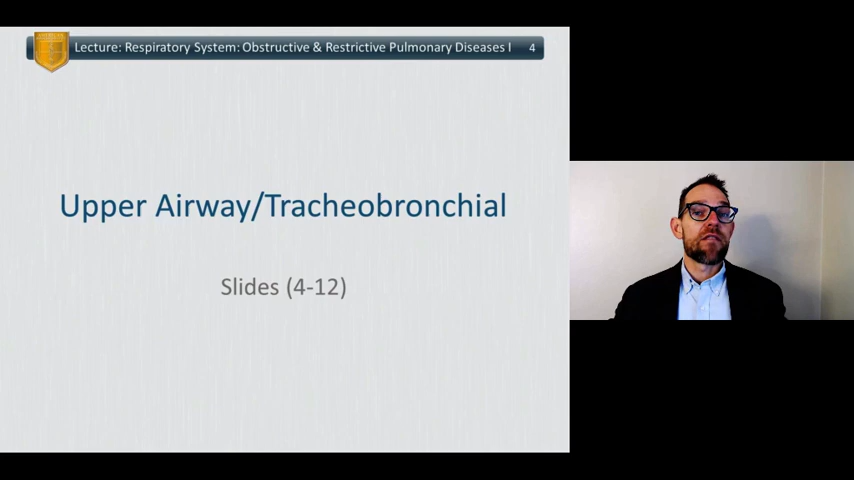 Lecture: Respiratory System: Obstructive & Restrictive Pulmonary Diseases I 4
Upper Airway/Tracheobronchial
Slides (4-12)